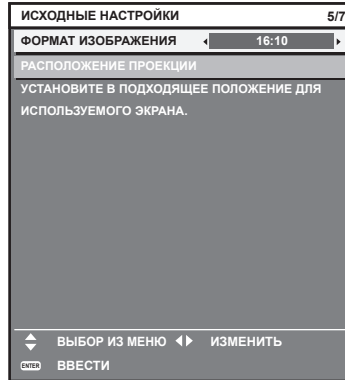 ИСХОДНЫЕ НАСТРОЙКИ 5/7
ФОРМАТ ИЗОБРАЖЕНИЯ 16:10
РАСПОЛОЖЕНИЕ ПРОЕКЦИИ
УСТАНОВИТЕ В ПОДХОДЯЩЕЕ ПОЛОЖЕНИЕ ДЛЯ
ИСПОЛЬЗУЕМОГО ЭКРАНА.
ВЫБОР ИЗ МЕНЮ ИЗМЕНИТЬ
ENTER ВВЕСТИ